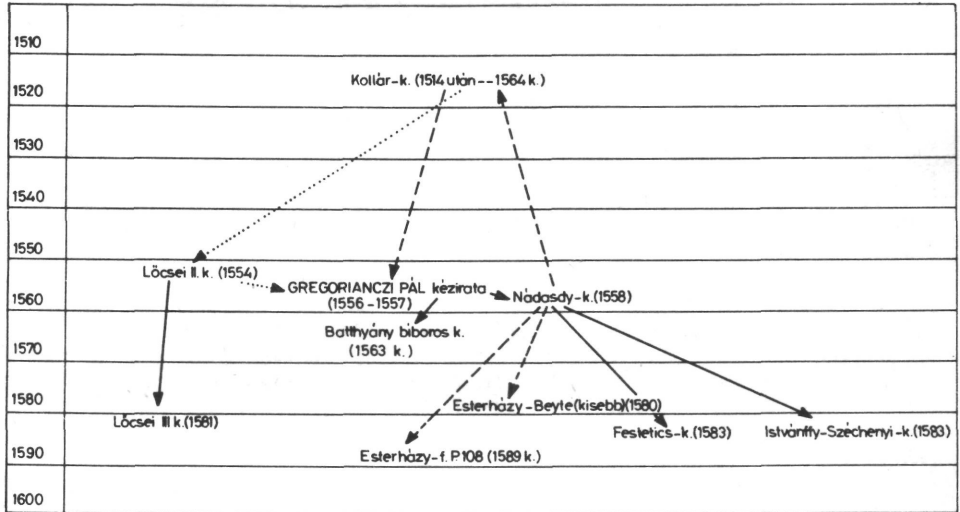 1510
Kollár-k. (1514 után--1564 k.)
1520
1530
1540
1550
Lőcsei II. k. (1554)
GREGORIANCZI PÁL kézirata
(1556-1557)
Nádasdy-k.(1558)
1560
Batthyány bíboros k.
(1563 k.)
1570
Esterházy-Beyte(kisebb)(1580)
1580
Lőcsei III k.(1581)
Festetics-k.(1583)
Istvánffy-Széchenyi-k.(1583)
Esterházy-f. P.108 (1589 k.)
1590
1600